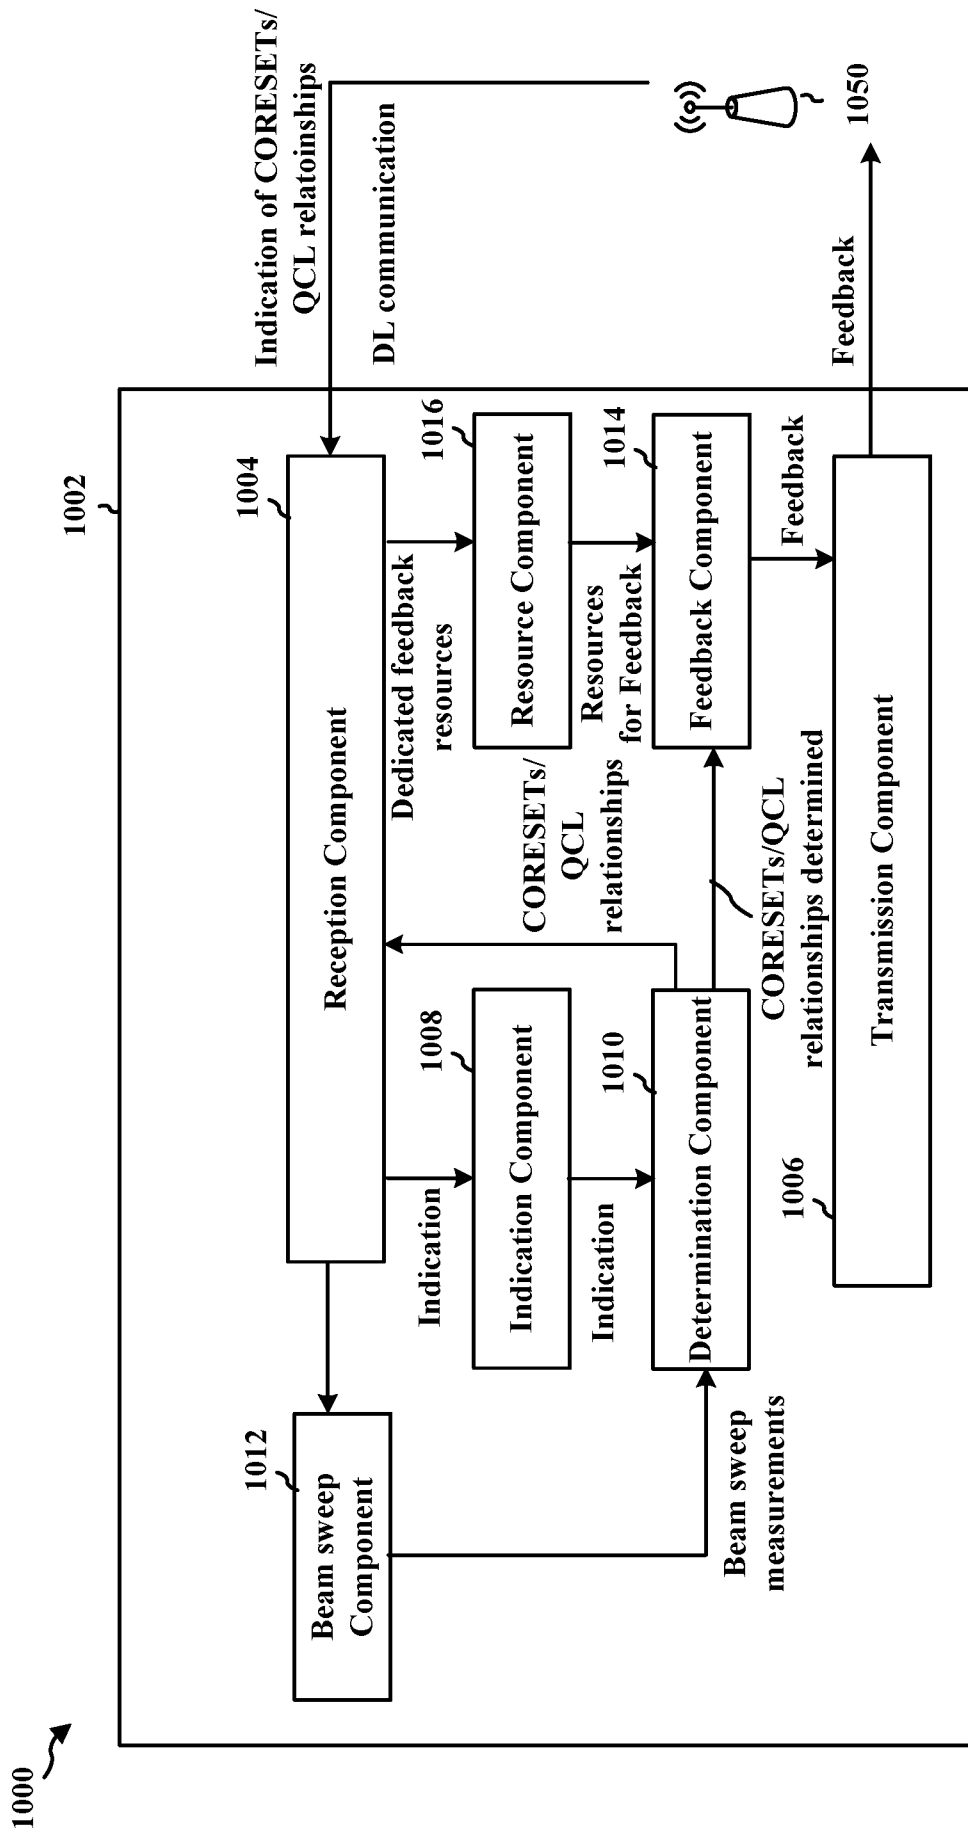 1000
1002
Indication of CORESETs/
QCL relatoinships
DL communication
1004
Reception Component
1012
Beam sweep
Component
Indication
Dedicated feedback
resources
1008
Indication Component
1016
Resource Component
Indication
CORESETs/
QCL
relationships
Resources
for Feedback
1010
Determination Component
1014
Feedback Component
1050
Beam sweep
measurements
CORESETs/QCL
relationships determined
Feedback
Feedback
1006
Transmission Component